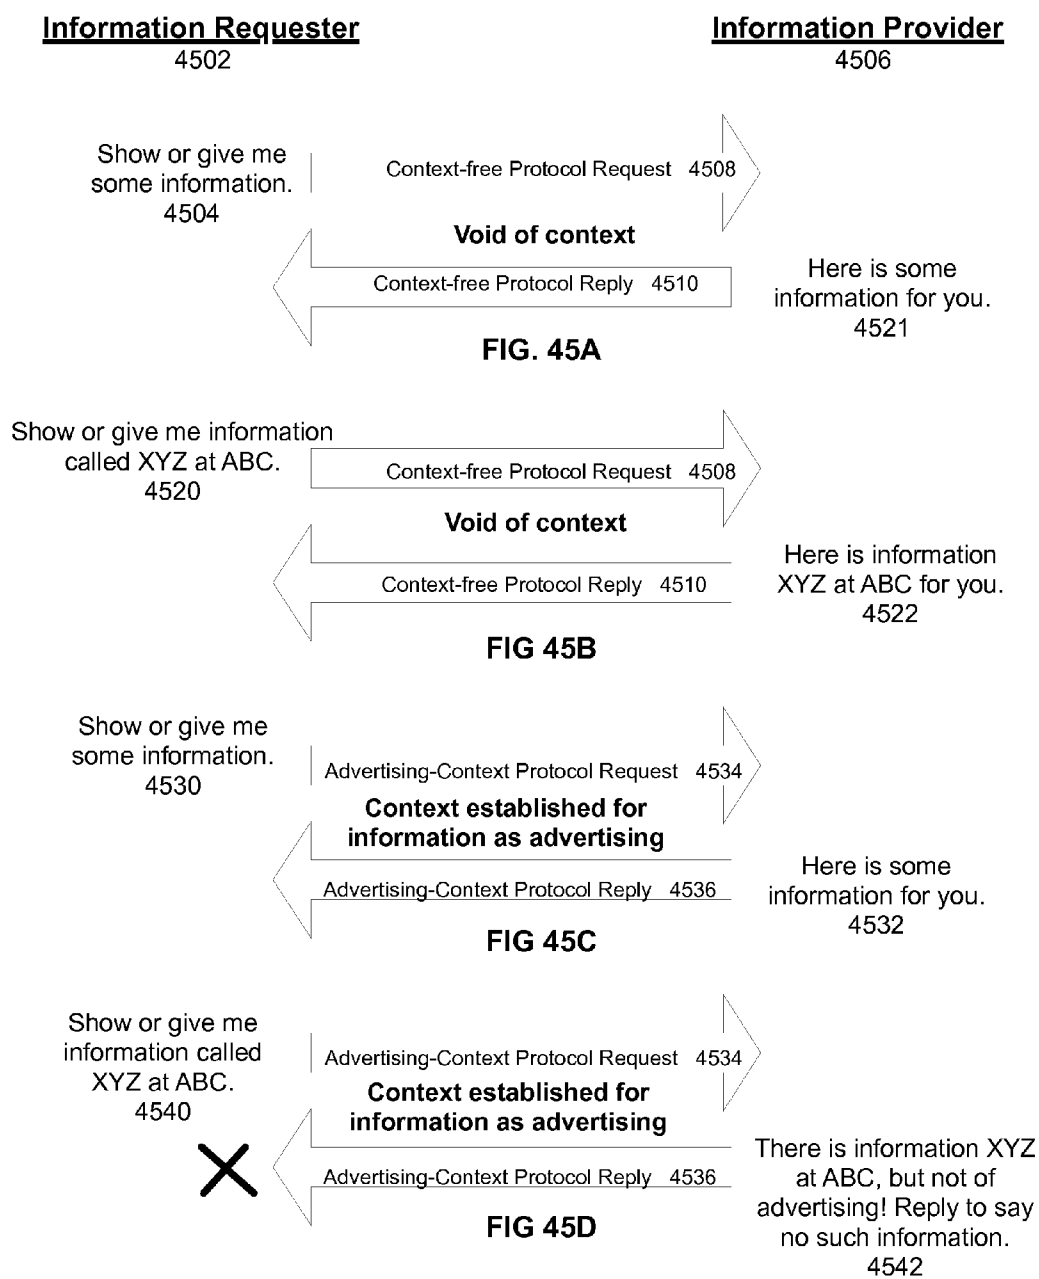 Information Requester
4502
Information Provider
4506
Show or give me
some information.
4504
Context-free Protocol Request 4508
Void of context
Context-free Protocol Reply 4510
Here is some
information for you.
4521
FIG. 45A
Show or give me information
called XYZ at ABC.
4520
Context-free Protocol Request 4508
Void of context
Context-free Protocol Reply 4510
Here is information
XYZ at ABC for you.
4522
FIG 45B
Show or give me
some information.
4530
Advertising-Context Protocol Request 4534
Context established for
information as advertising
Advertising-Context Protocol Reply 4536
Here is some
information for you.
4532
FIG 45C
Show or give me
information called
XYZ at ABC.
4540
Advertising-Context Protocol Request 4534
Context established for
information as advertising
Advertising-Context Protocol Reply 4536
There is information XYZ
at ABC, but not of
advertising! Reply to say
no such information.
4542
FIG 45D